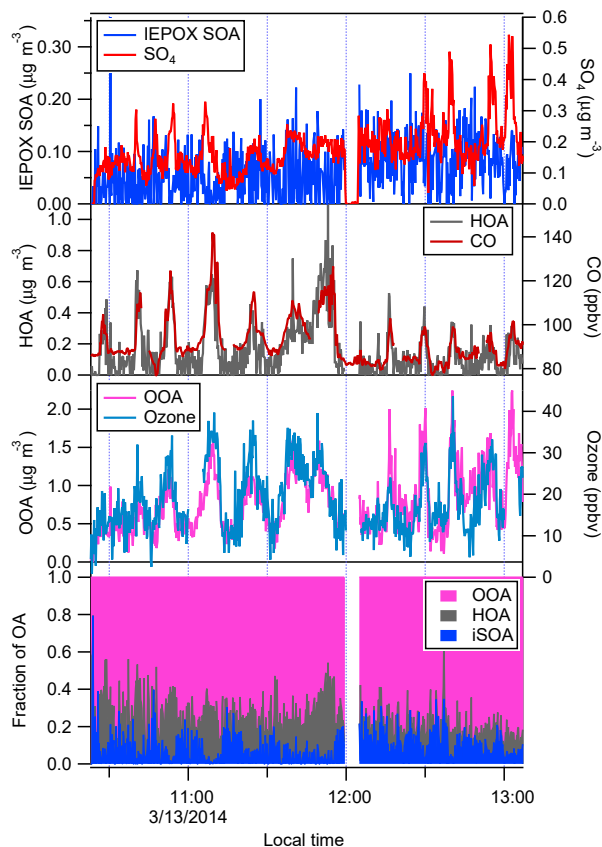 IEPOX SOA
SO4
IEPOX SOA (µg m-3)
0.30
0.20
0.10
0.00
0.6
0.5
0.4
0.3
0.2
0.1
0.0
SO4 (µg m-3)
HOA
CO
HOA (µg m-3)
1.0
0.8
0.6
0.4
0.2
0.0
140
120
100
80
CO (ppbv)
OOA
Ozone
OOA (µg m-3)
2.0
1.5
1.0
0.5
0.0
40
30
20
10
0
Ozone (ppbv)
OOA
HOA
iSOA
Fraction of OA
1.0
0.8
0.6
0.4
0.2
0.0
11:00
12:00
13:00
3/13/2014
Local time